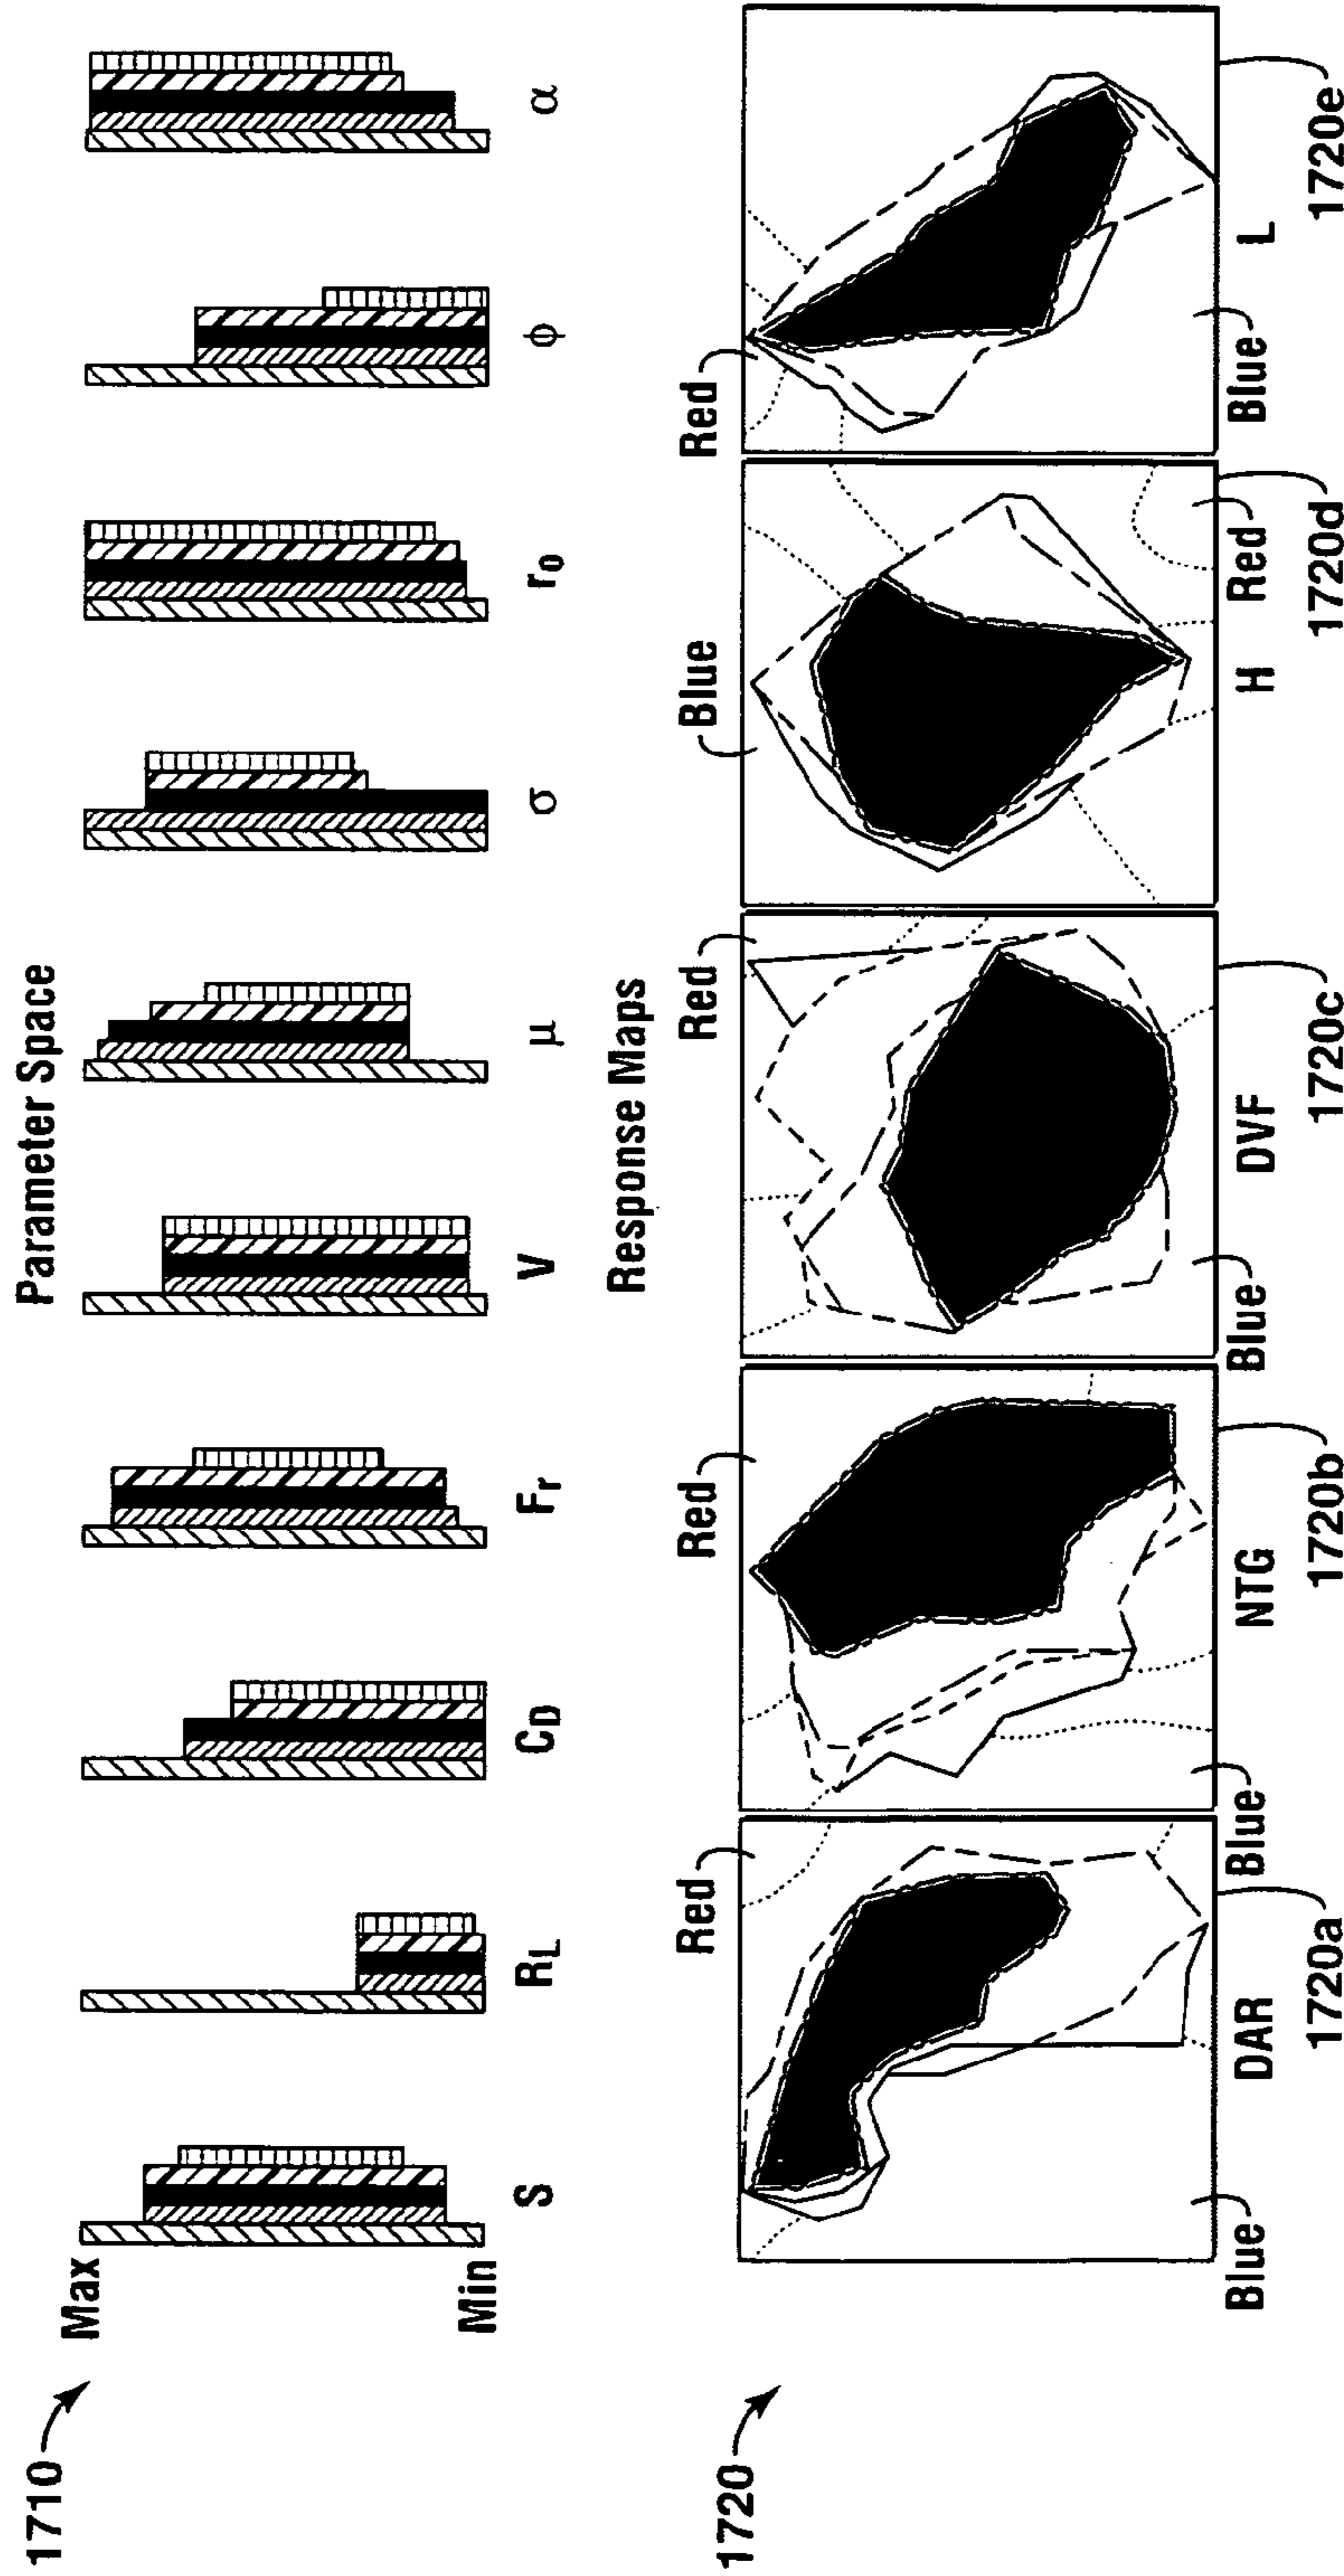 1710
Parameter Space
Max
Min
S
R_L
C_D
F_r
V
μ
σ
r_0
ϕ
α
1720
Response Maps
Red
Red
Red
Blue
Red
Blue
Blue
Blue
Red
Blue
DAR
NTG
DVF
H
L
1720a
1720b
1720c
1720d
1720e